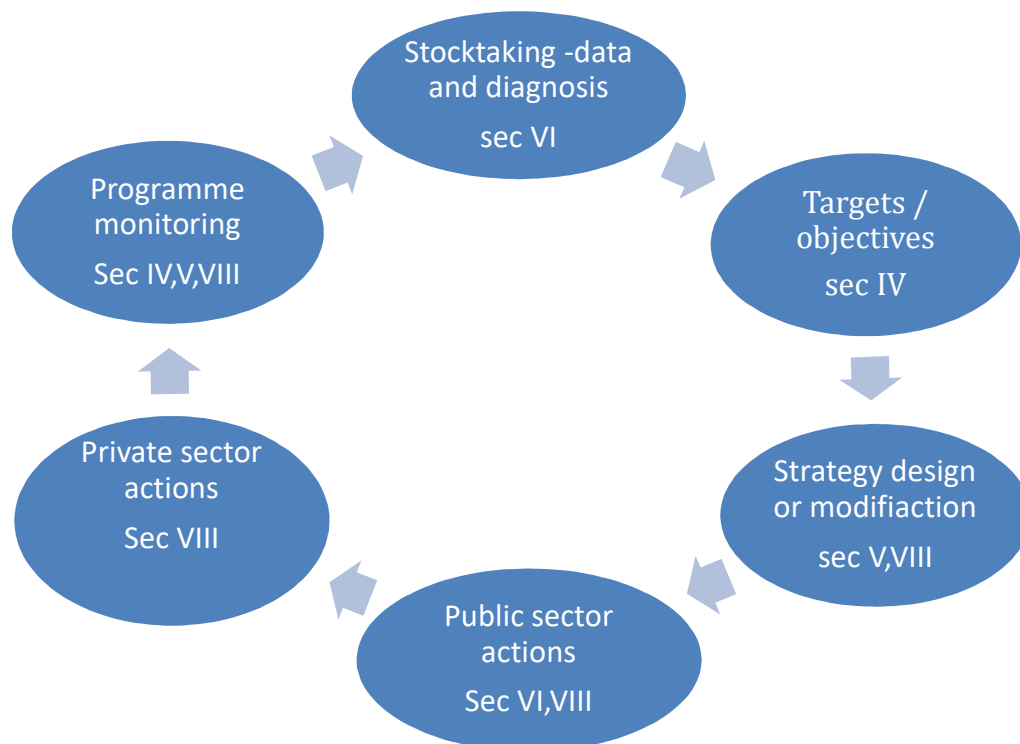 Stocktaking -data
and diagnosis
sec VI
Targets /
objectives
sec IV
Strategy design
or modifiaction
sec V,VIII
Public sector
actions
Sec VI,VIII
Private sector
actions
Sec VIII
Programme
monitoring
Sec IV,V,VIII